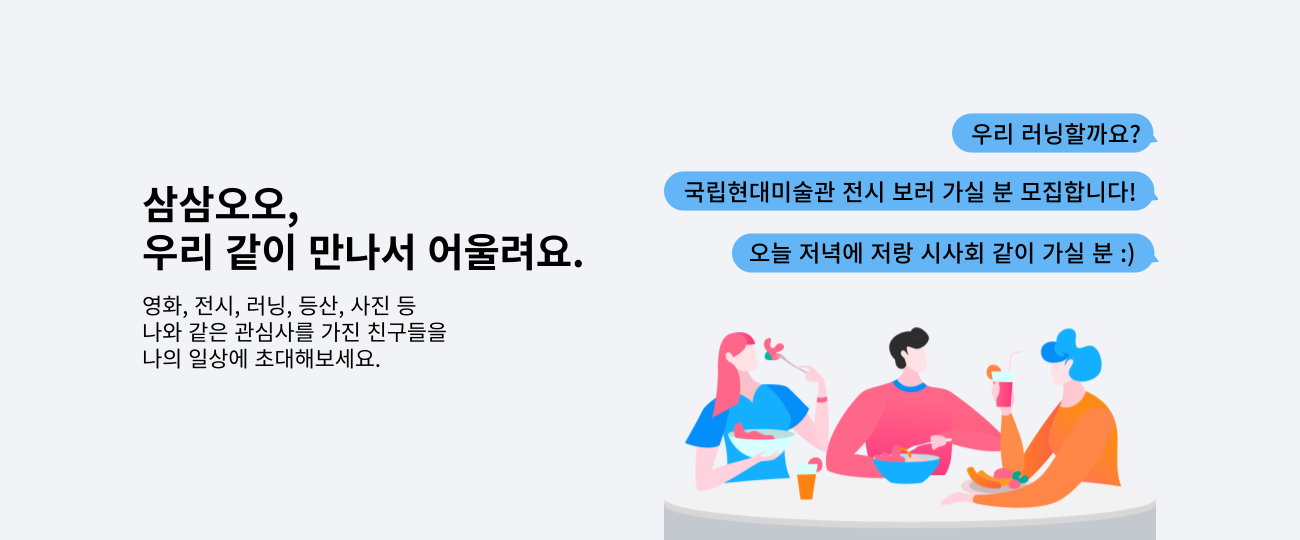 삼삼오오,
우리 같이 만나서 어울려요.
영화, 전시, 러닝, 등산, 사진 등
나와 같은 관심사를 가진 친구들을
나의 일상에 초대해보세요.
우리 러닝할까요?
국립현대미술관 전시 보러 가실 분 모집합니다!
오늘 저녁에 저랑 시사회 같이 가실 분 :)